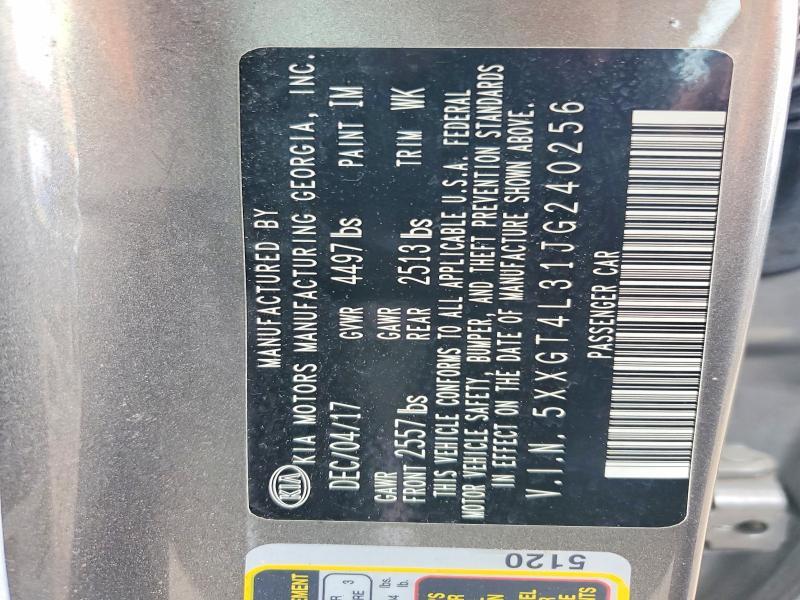 MANUFACTURED BY
KIA KIA MOTORS MANUFACTURING GEORGIA, INC.
DEC/04/17 GVWR 4497lbs PAINT IM
GAWR FRONT 2557lbs GAWR REAR 2513lbs TRIM WK
THIS VEHICLE CONFORMS TO ALL APPLICABLE U.S.A. FEDERAL
MOTOR VEHICLE SAFETY, BUMPER, AND THEFT PREVENTION STANDARDS
IN EFFECT ON THE DATE OF MANUFACTURE SHOWN ABOVE.
V.I.N. 5XXGT4L31JG240256
PASSENGER CAR
5120